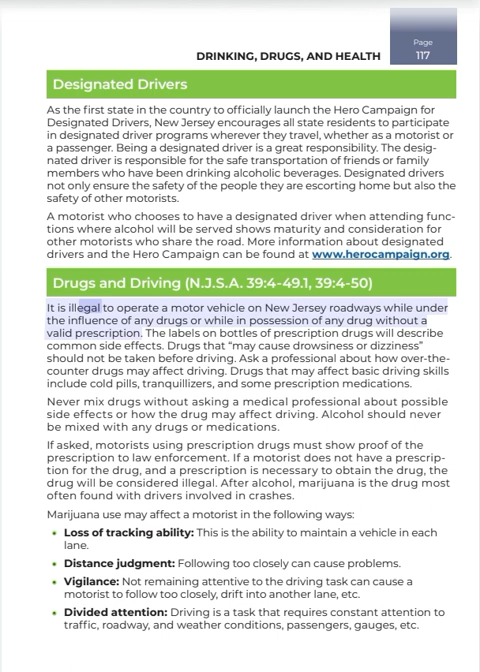 Page
DRINKING, DRUGS, AND HEALTH
117
Designated Drivers
As the first state in the country to officially launch the Hero Campaign for
Designated Drivers, New Jersey encourages all state residents to participate
in designated driver programs wherever they travel, whether as a motorist or
a passenger. Being a designated driver is a great responsibility. The desig-
nated driver is responsible for the safe transportation of friends or family
members who have been drinking alcoholic beverages. Designated drivers
not only ensure the safety of the people they are escorting home but also the
safety of other motorists.
A motorist who chooses to have a designated driver when attending func-
tions where alcohol will be served shows maturity and consideration for
other motorists who share the road. More information about designated
drivers and the Hero Campaign can be found at www.herocampaign.org.
Drugs and Driving (N.J.S.A. 39:4-49.1, 39:4-50)
It is illegal to operate a motor vehicle on New Jersey roadways while under
the influence of any drugs or while in possession of any drug without a
valid prescription. The labels on bottles of prescription drugs will describe
common side effects. Drugs that “may cause drowsiness or dizziness”
should not be taken before driving. Ask a professional about how over-the-
counter drugs may affect driving. Drugs that may affect basic driving skills
include cold pills, tranquillizers, and some prescription medications.
Never mix drugs without asking a medical professional about possible
side effects or how the drug may affect driving. Alcohol should never
be mixed with any drugs or medications.
If asked, motorists using prescription drugs must show proof of the
prescription to law enforcement. If a motorist does not have a prescrip-
tion for the drug, and a prescription is necessary to obtain the drug, the
drug will be considered illegal. After alcohol, marijuana is the drug most
often found with drivers involved in crashes.
Marijuana use may affect a motorist in the following ways:
• Loss of tracking ability: This is the ability to maintain a vehicle in each
lane.
• Distance judgment: Following too closely can cause problems.
• Vigilance: Not remaining attentive to the driving task can cause a
motorist to follow too closely, drift into another lane, etc.
• Divided attention: Driving is a task that requires constant attention to
traffic, roadway, and weather conditions, passengers, gauges, etc.